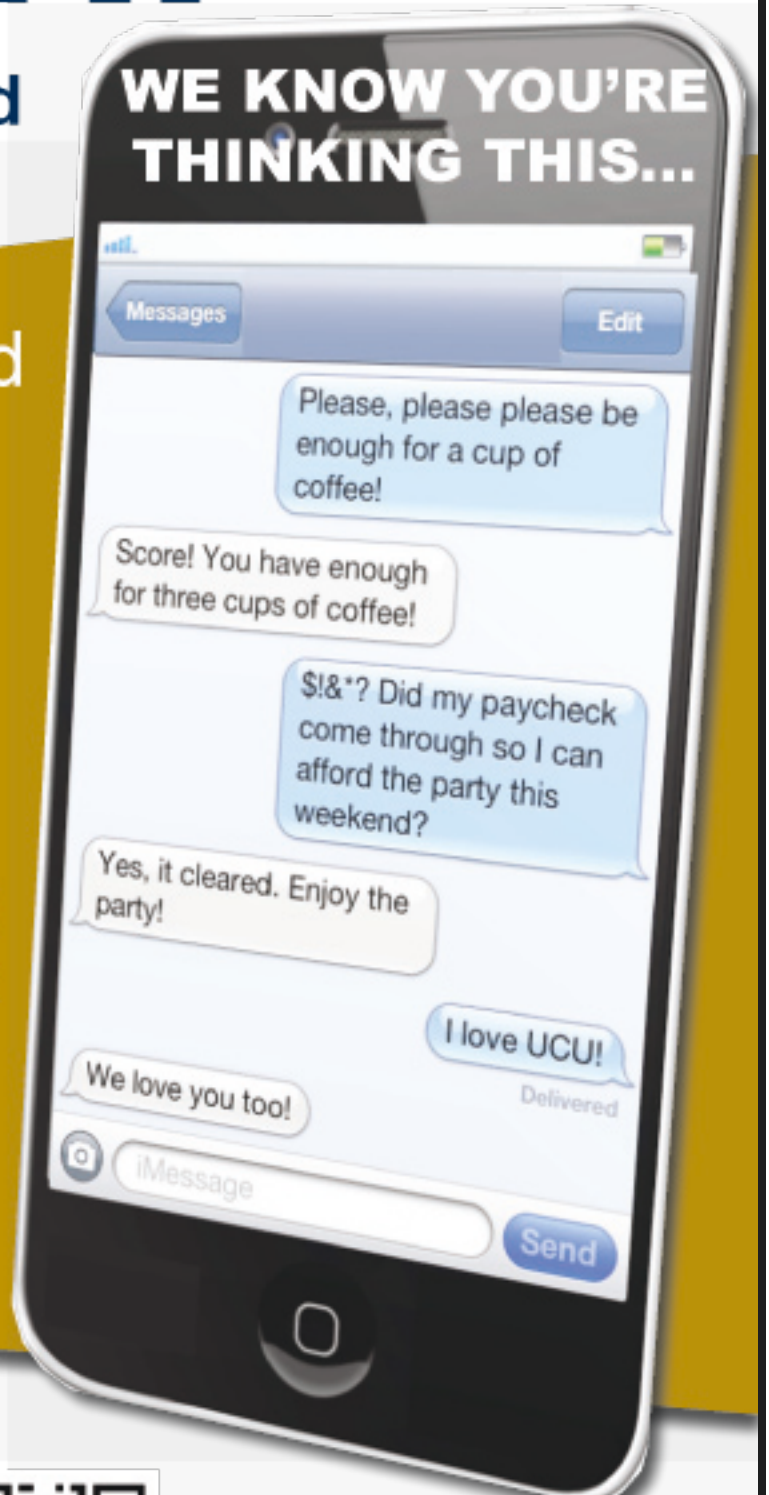 d
WE KNOW YOU'RE
THINKING THIS...
d
Messages
Edit
Please, please please be
enough for a cup of
coffee!
Score! You have enough
for three cups of coffee!
$!&*? Did my paycheck
come through so I can
afford the party this
weekend?
Yes, it cleared. Enjoy the
party!
I love UCU!
Delivered
We love you too!
iMessage
Send